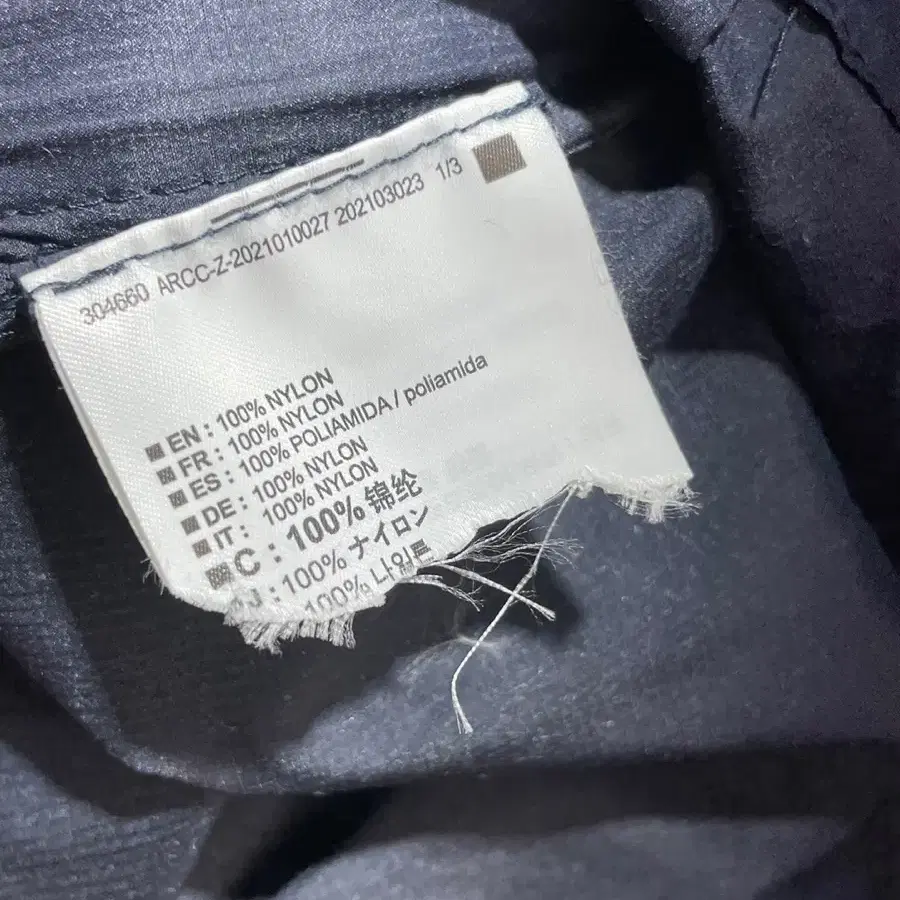 304660 ARCC-Z-2021010027 202103023 1/3
EN : 100% NYLON
FR : 100% NYLON
ES : 100% POLIAMIDA / poliamida
DE : 100% NYLON
IT : 100% NYLON
C : 100% 锦纶
J : 100% ナイロン
100% 나일론